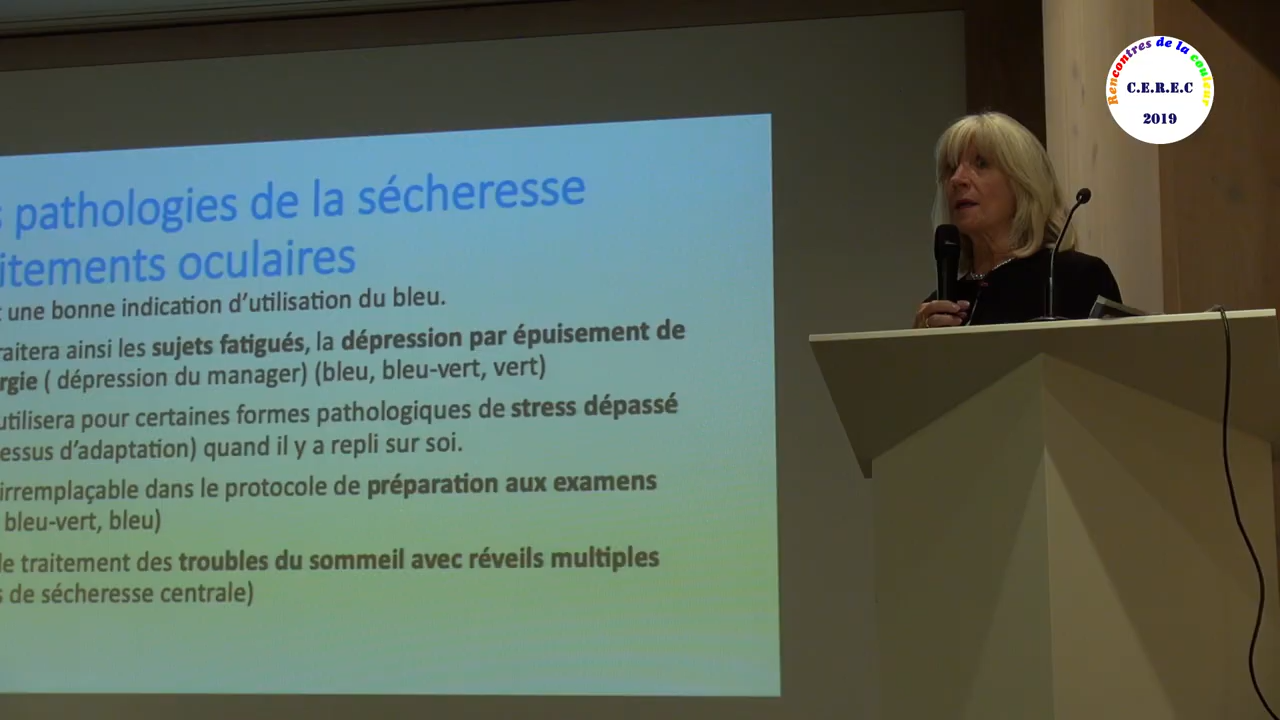 Rencontres de la couleur
C.E.R.E.C
2019
pathologies de la sécheresse
itements oculaires
une bonne indication d'utilisation du bleu.
raitera ainsi les sujets fatigués, la dépression par épuisement de
rgie ( dépression du manager) (bleu, bleu-vert, vert)
utilisera pour certaines formes pathologiques de stress dépassé
essus d'adaptation) quand il y a repli sur soi.
irremplaçable dans le protocole de préparation aux examens
bleu-vert, bleu)
le traitement des troubles du sommeil avec réveils multiples
s de sécheresse centrale)